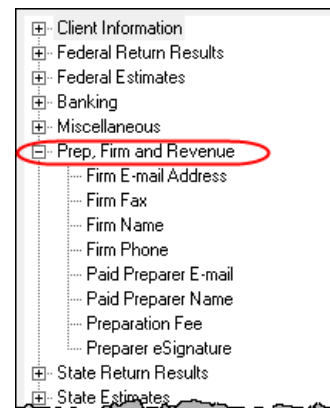 Client Information
Federal Return Results
Federal Estimates
Banking
Miscellaneous
Prep, Firm and Revenue
Firm E-mail Address
Firm Fax
Firm Name
Firm Phone
Paid Preparer E-mail
Paid Preparer Name
Preparation Fee
Preparer eSignature
State Return Results
State Estimates